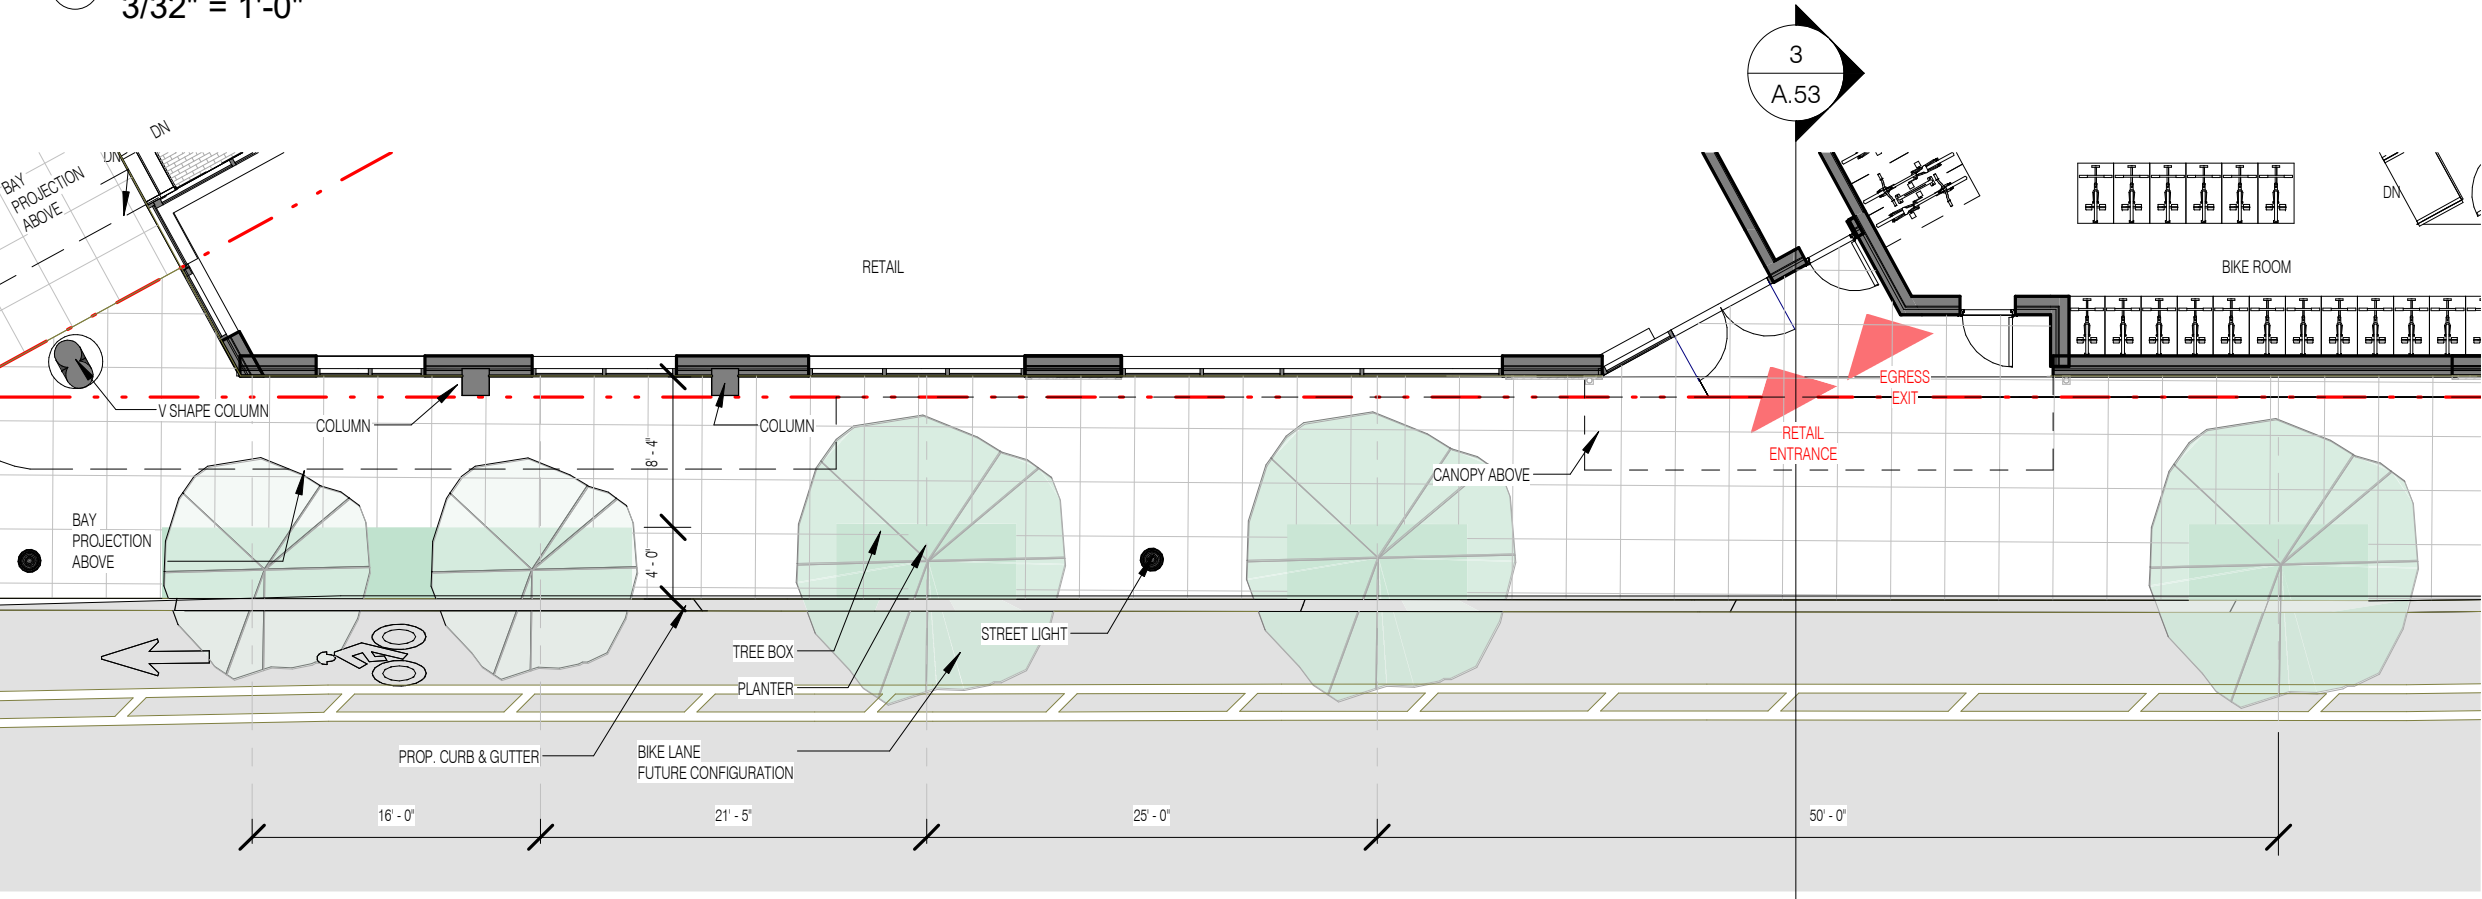 3/32" = 1'-0"
3
A.53
DN
DN
BAY
PROJECTION
ABOVE
DN
RETAIL
BIKE ROOM
EGRESS
EXIT
V SHAPE COLUMN
COLUMN
COLUMN
RETAIL
ENTRANCE
8' - 4"
CANOPY ABOVE
BAY
PROJECTION
ABOVE
4' - 0"
STREET LIGHT
TREE BOX
PLANTER
PROP. CURB & GUTTER
BIKE LANE
FUTURE CONFIGURATION
16' - 0"
21' - 5"
25' - 0"
50' - 0"